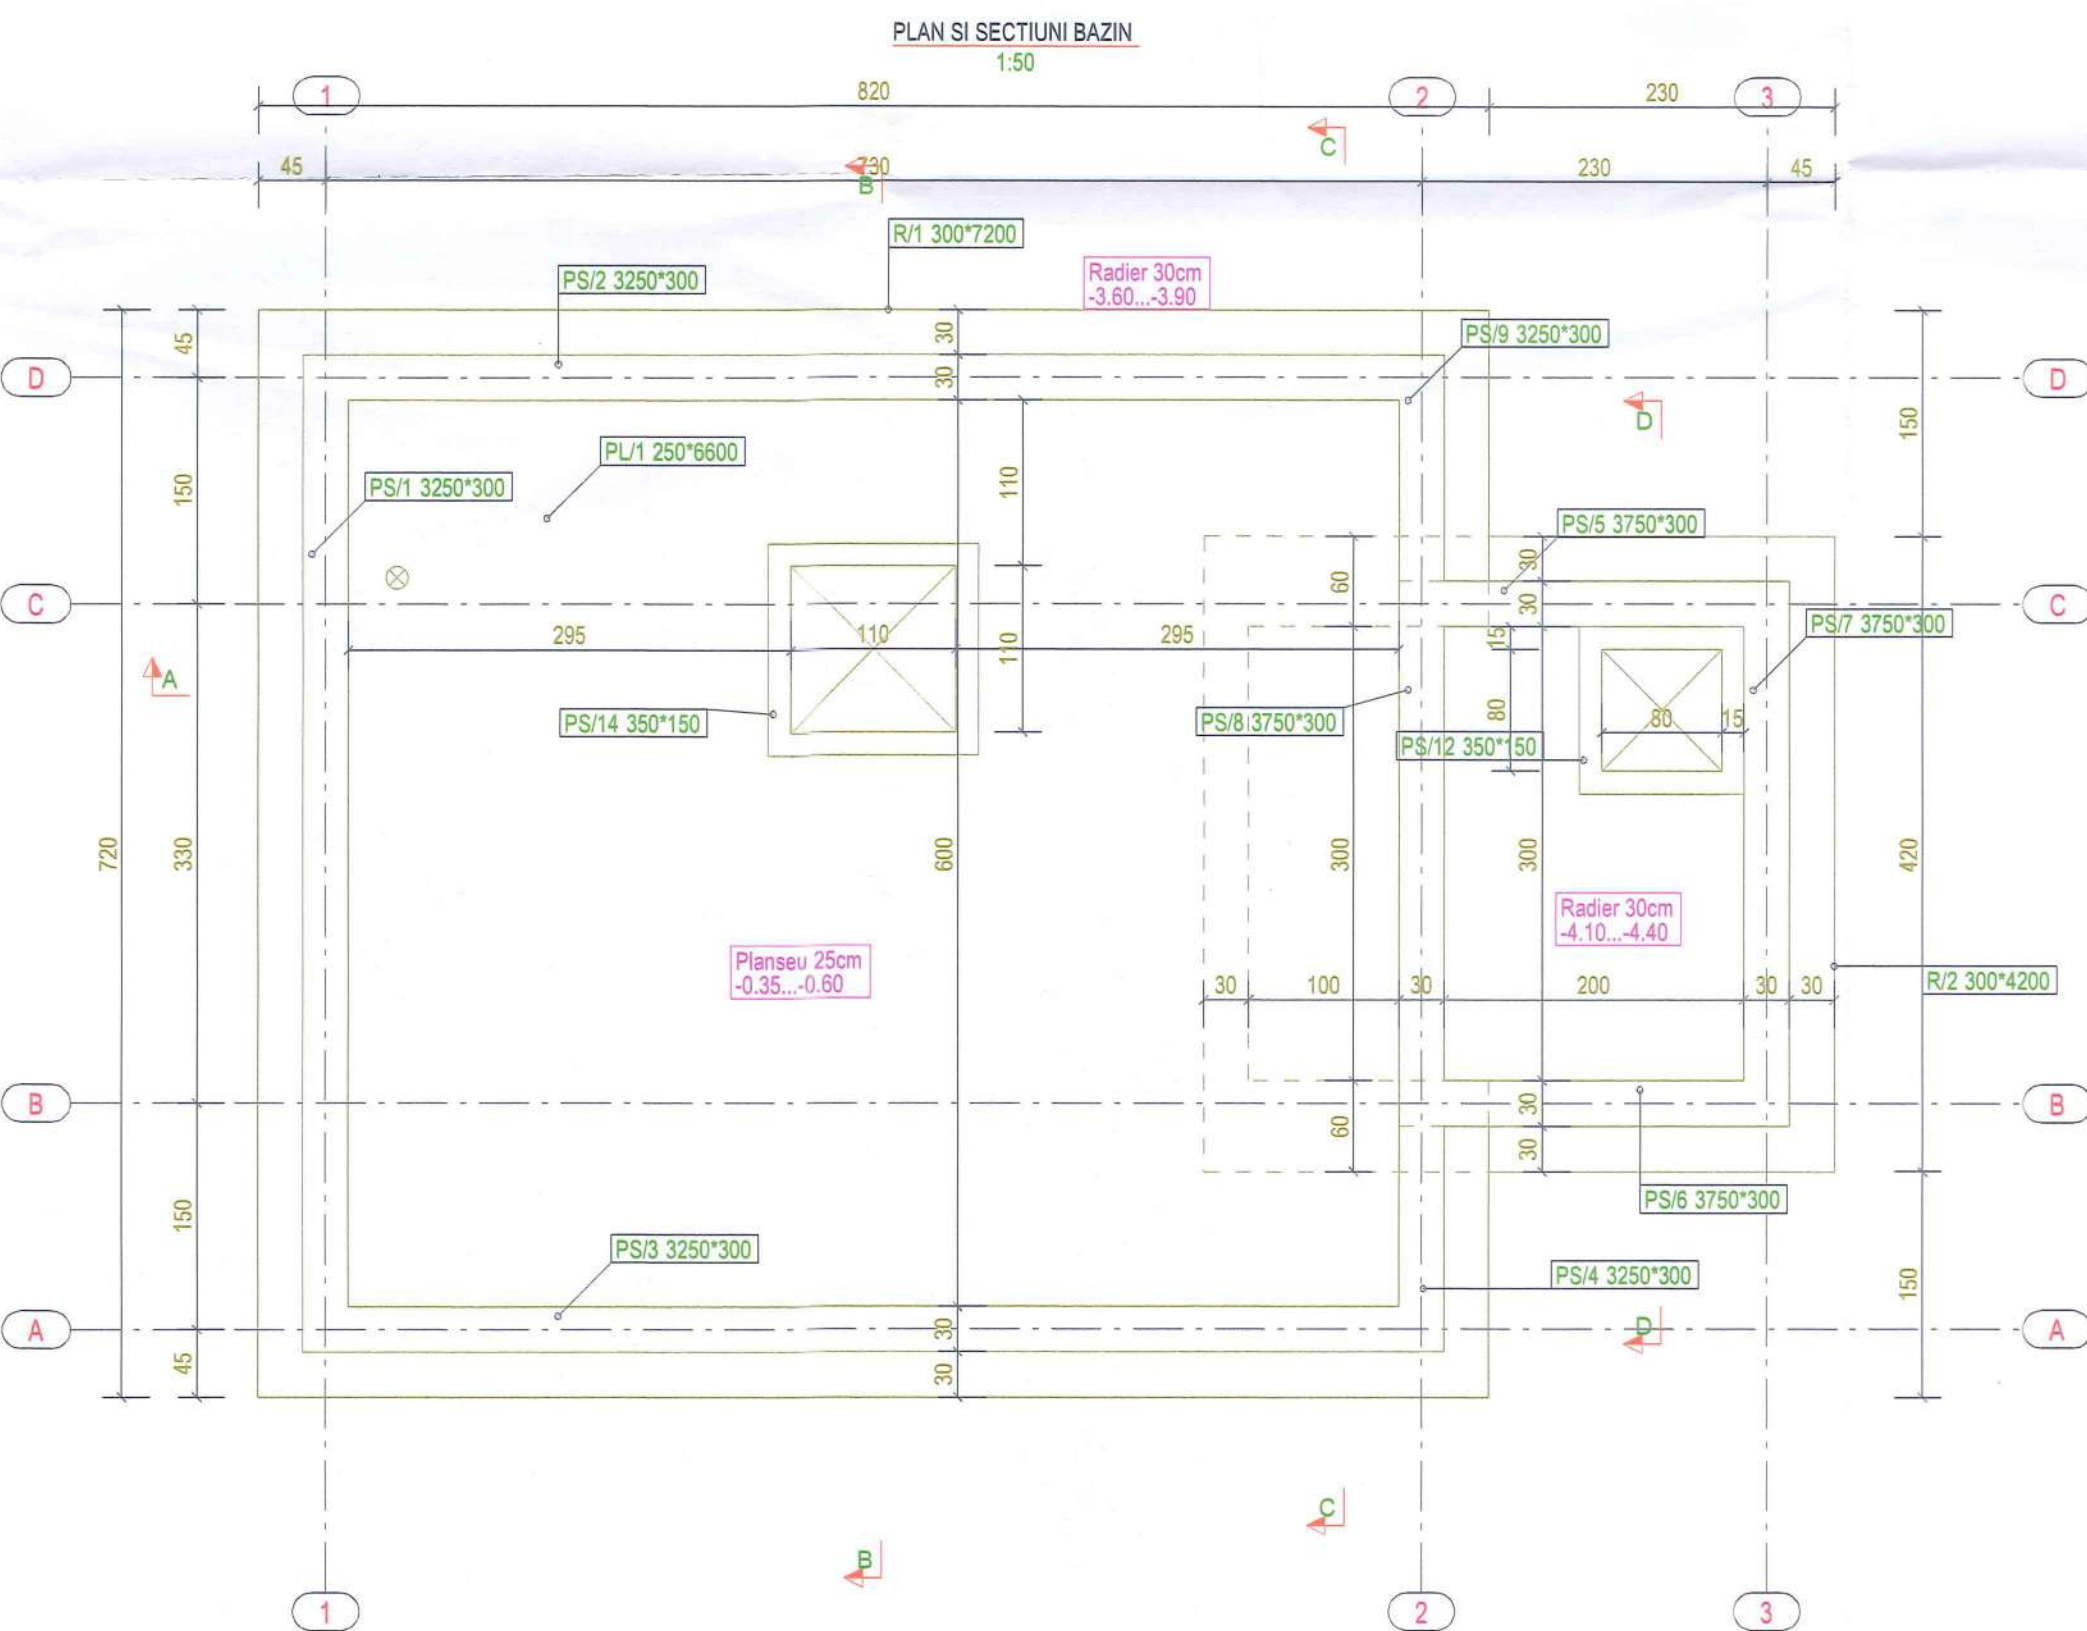 PLAN SI SECTIUNI BAZIN
1:50
1
820
2
230
3
C
45
730
B
230
45
R/1 300*7200
PS/2 3250*300
Radier 30cm
-3.60...-3.90
45
30
PS/9 3250*300
D
30
D
D
150
150
PL/1 250*6600
PS/1 3250*300
110
PS/5 3750*300
30
60
C
30
C
295
110
295
110
15
PS/7 3750*300
A
PS/14 350*150
PS/8 3750*300
80
80
15
PS/12 350*150
720
330
600
300
300
420
Radier 30cm
-4.10...-4.40
Planseu 25cm
-0.35...-0.60
30
100
30
200
30
30
R/2 300*4200
B
30
B
60
30
150
PS/6 3750*300
PS/3 3250*300
PS/4 3250*300
150
A
30
D
A
45
30
C
B
1
2
3